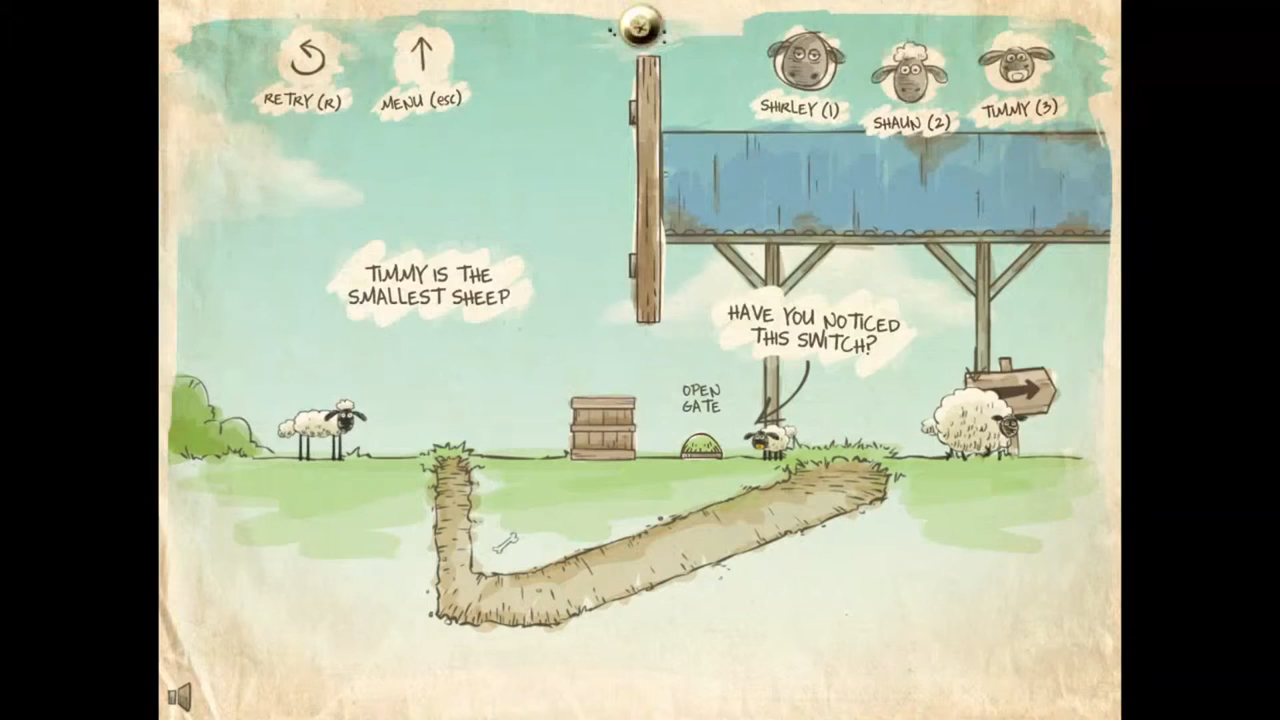 RETRY (R)
MENU (esc)
SHIRLEY (1)
SHAUN (2)
TIMMY (3)
TIMMY IS THE
SMALLEST SHEEP
HAVE YOU NOTICED
THIS SWITCH?
OPEN
GATE